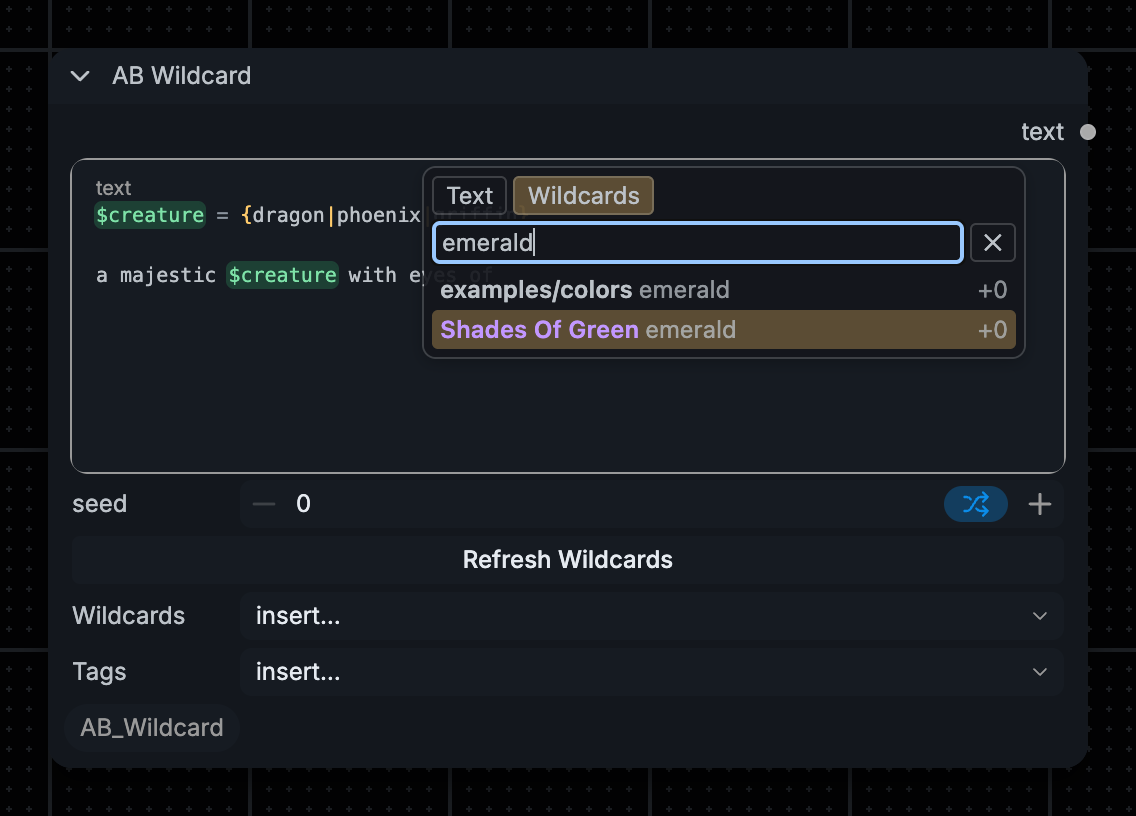 AB Wildcard
text
text
$creature = {dragon|phoenix|griffin}
a majestic $creature with eyes of
Text Wildcards
emerald
examples/colors emerald +0
Shades Of Green emerald +0
seed 0
Refresh Wildcards
Wildcards insert...
Tags insert...
AB_Wildcard